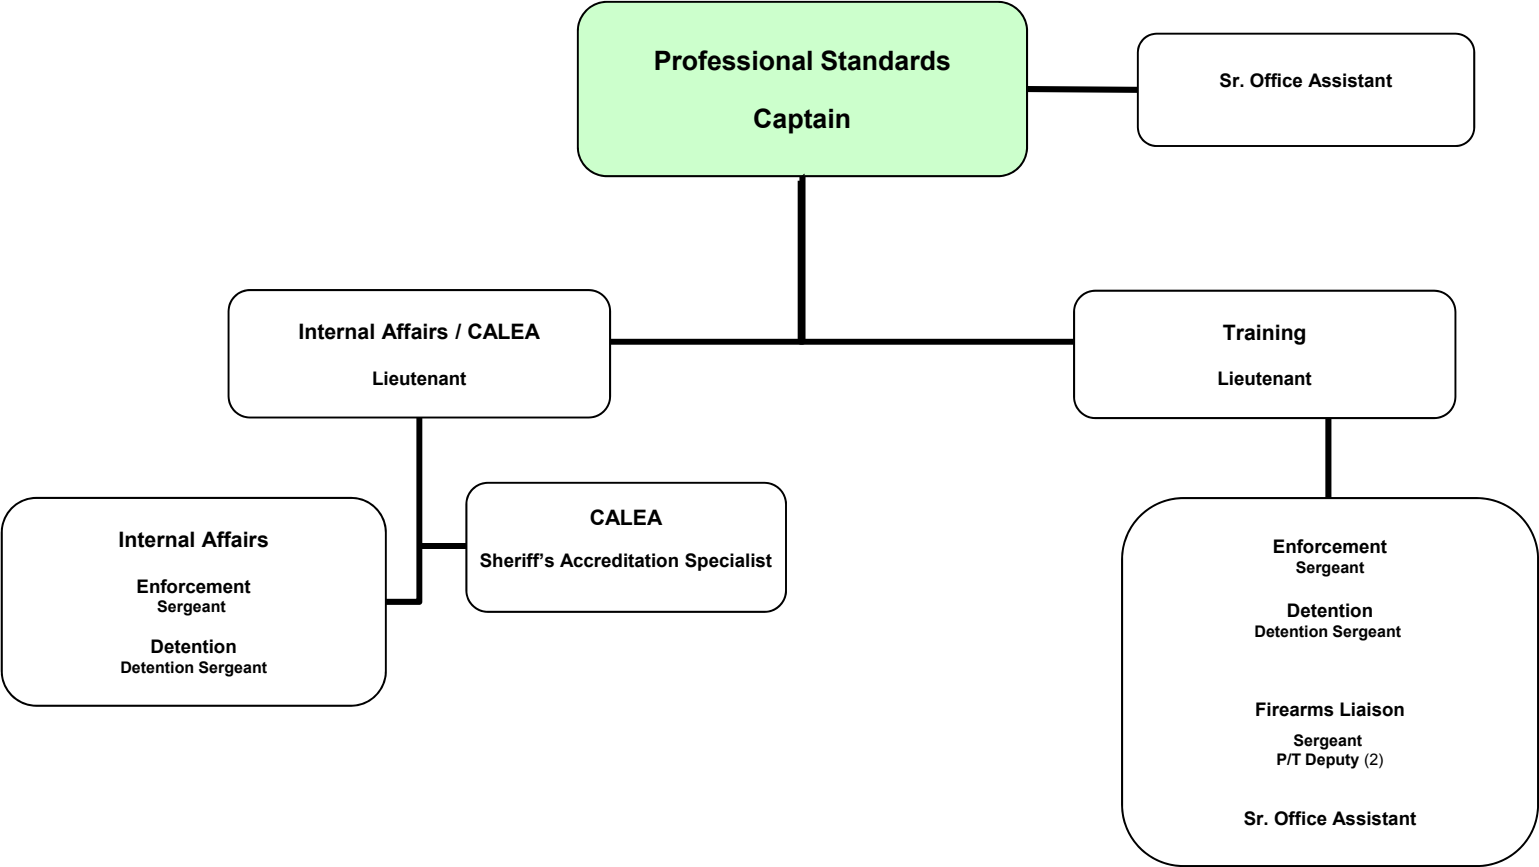 Professional Standards
Captain
Sr. Office Assistant
Internal Affairs / CALEA
Lieutenant
Training
Lieutenant
Internal Affairs
Enforcement
Sergeant
Detention
Detention Sergeant
CALEA
Sheriff’s Accreditation Specialist
Enforcement
Sergeant
Detention
Detention Sergeant
Firearms Liaison
Sergeant
P/T Deputy (2)
Sr. Office Assistant